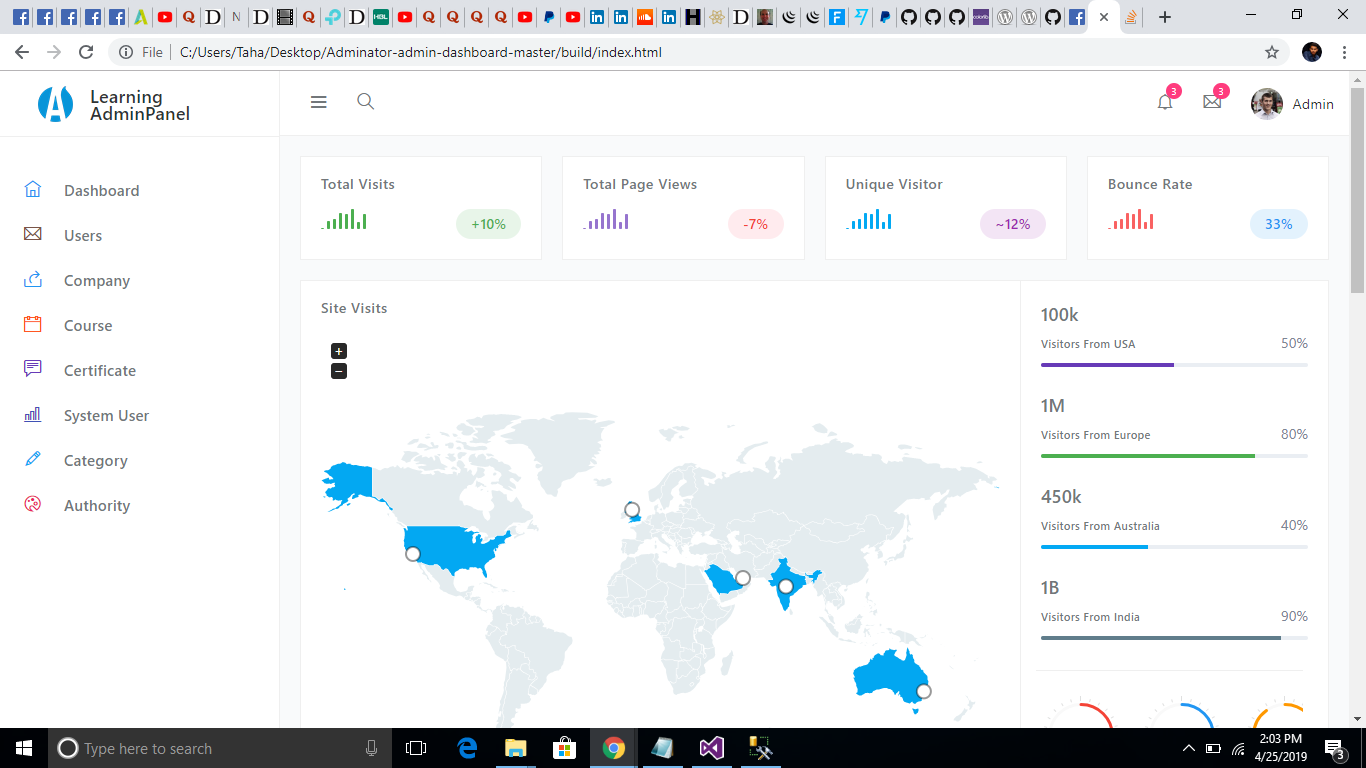 File
C:/Users/Taha/Desktop/Adminator-admin-dashboard-master/build/index.html
Learning
AdminPanel
3
3
Admin
Dashboard
Users
Company
Course
Certificate
System User
Category
Authority
Total Visits
+10%
Total Page Views
-7%
Unique Visitor
~12%
Bounce Rate
33%
Site Visits
+
−
100k
Visitors From USA
50%
1M
Visitors From Europe
80%
450k
Visitors From Australia
40%
1B
Visitors From India
90%
Type here to search
2:03 PM
4/25/2019
3